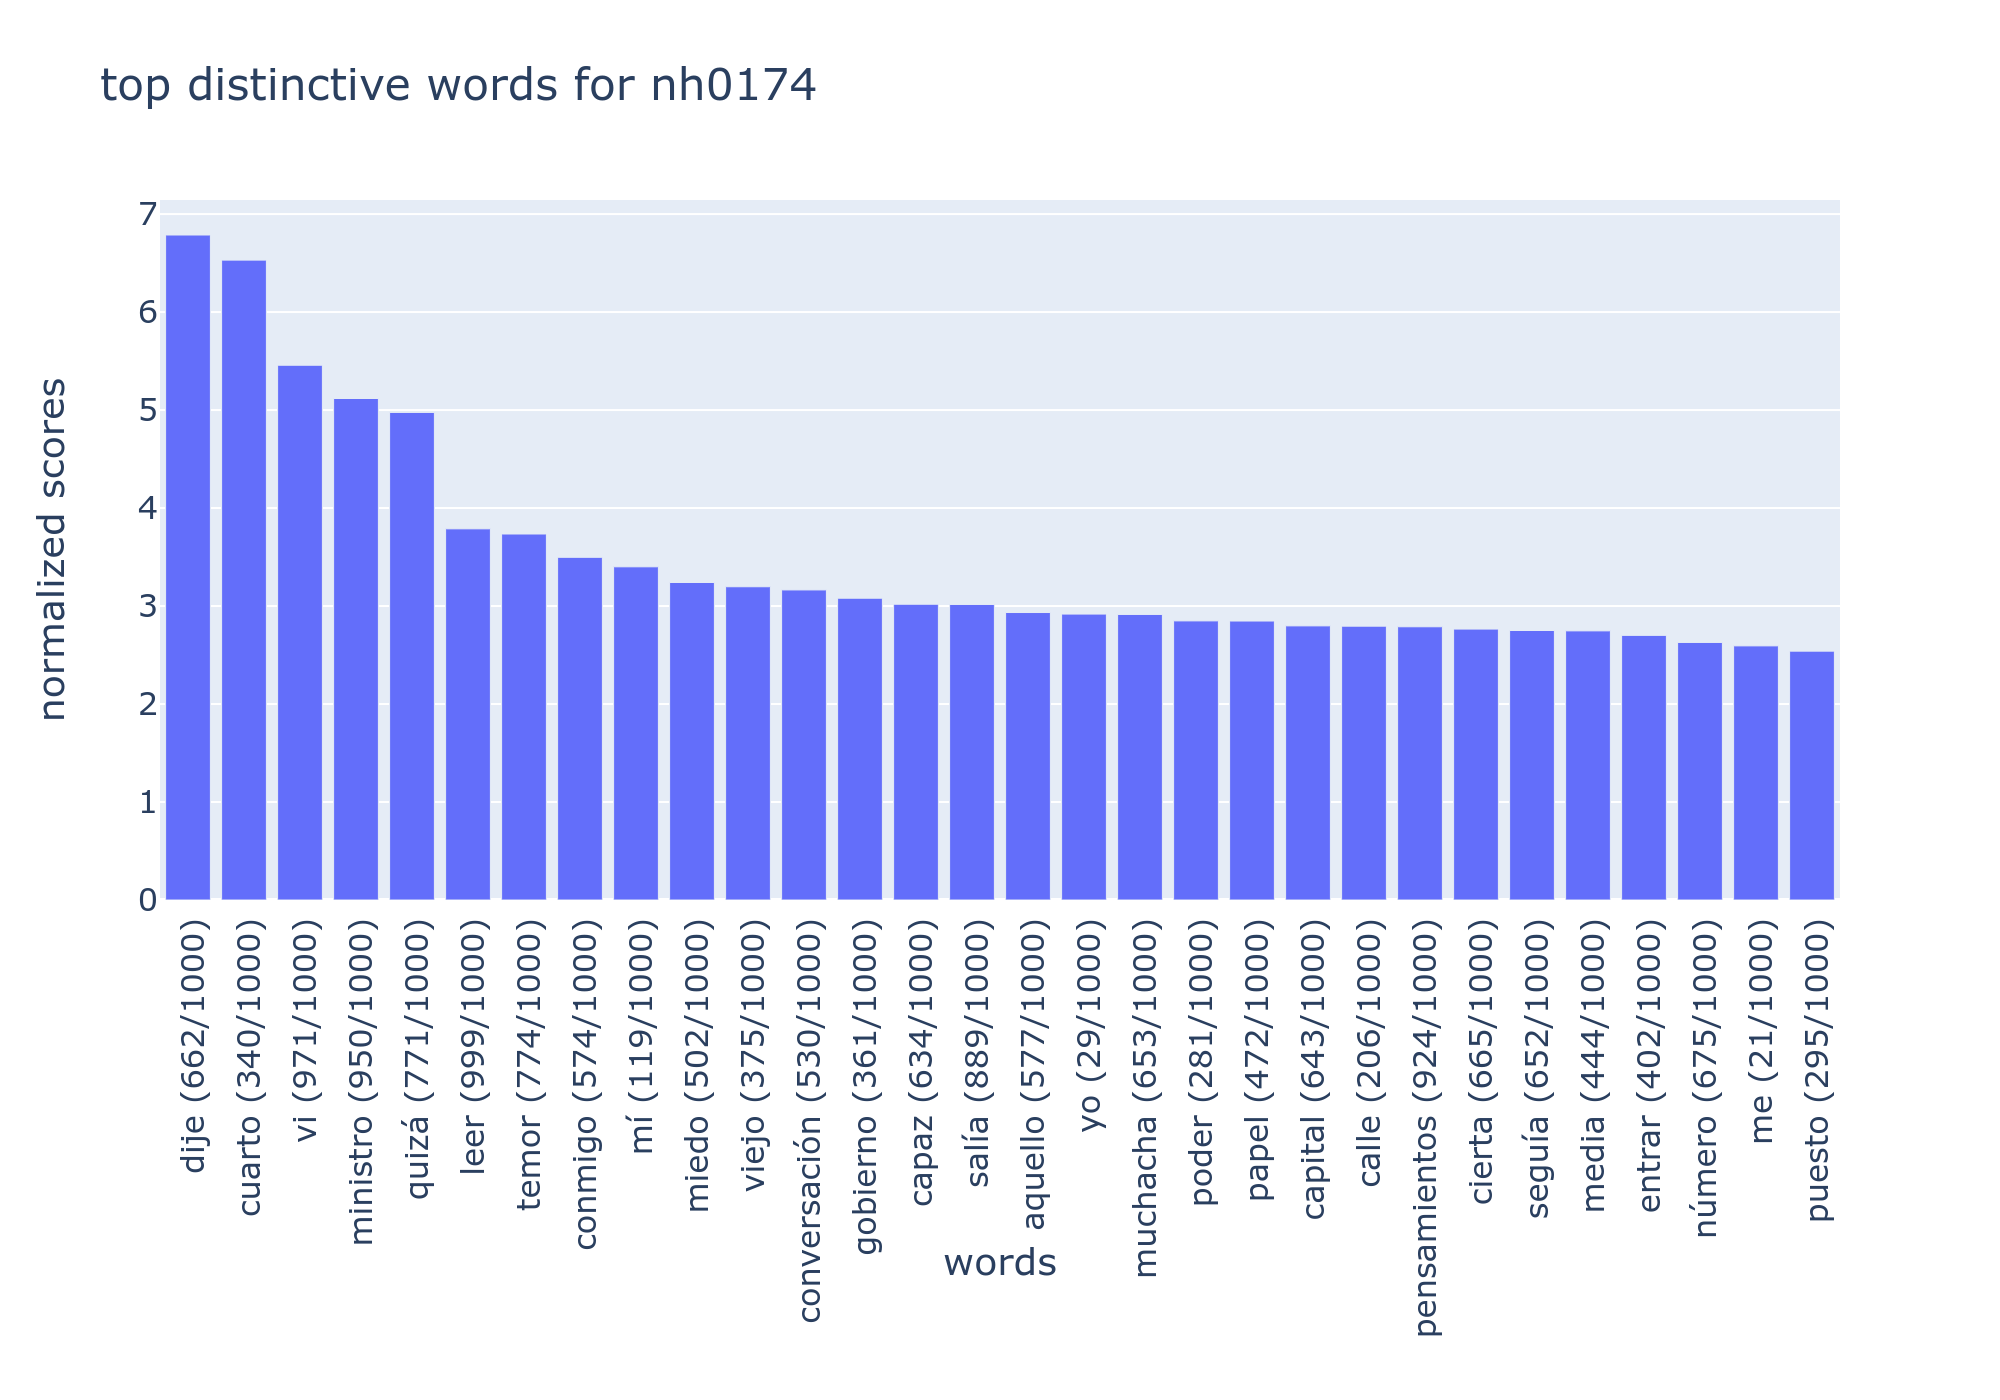 top distinctive words for nh0174
normalized scores
7
6
5
4
3
2
1
0
dije (662/1000)
cuarto (340/1000)
vi (971/1000)
ministro (950/1000)
quizá (771/1000)
leer (999/1000)
temor (774/1000)
conmigo (574/1000)
mí (119/1000)
miedo (502/1000)
viejo (375/1000)
conversación (530/1000)
gobierno (361/1000)
capaz (634/1000)
salía (889/1000)
aquello (577/1000)
yo (29/1000)
muchacha (653/1000)
poder (281/1000)
papel (472/1000)
capital (643/1000)
calle (206/1000)
pensamientos (924/1000)
cierta (665/1000)
seguía (652/1000)
media (444/1000)
entrar (402/1000)
número (675/1000)
me (21/1000)
puesto (295/1000)
words